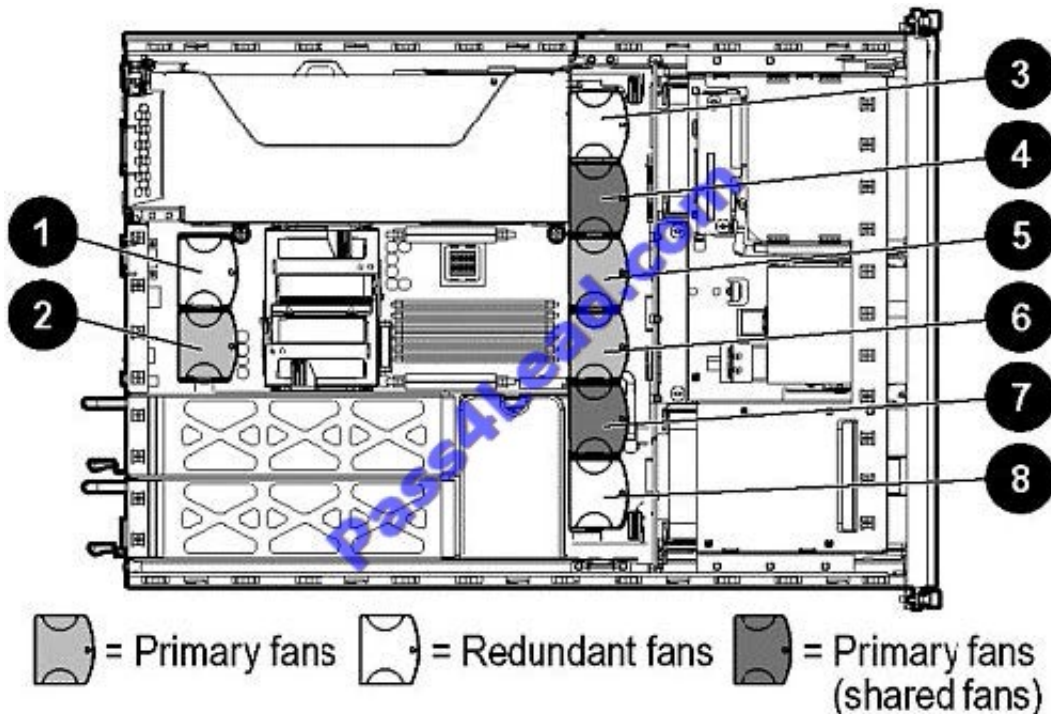 3
4
1
5
2
6
7
8
Pass4Lead.com
= Primary fans
= Redundant fans
= Primary fans
(shared fans)